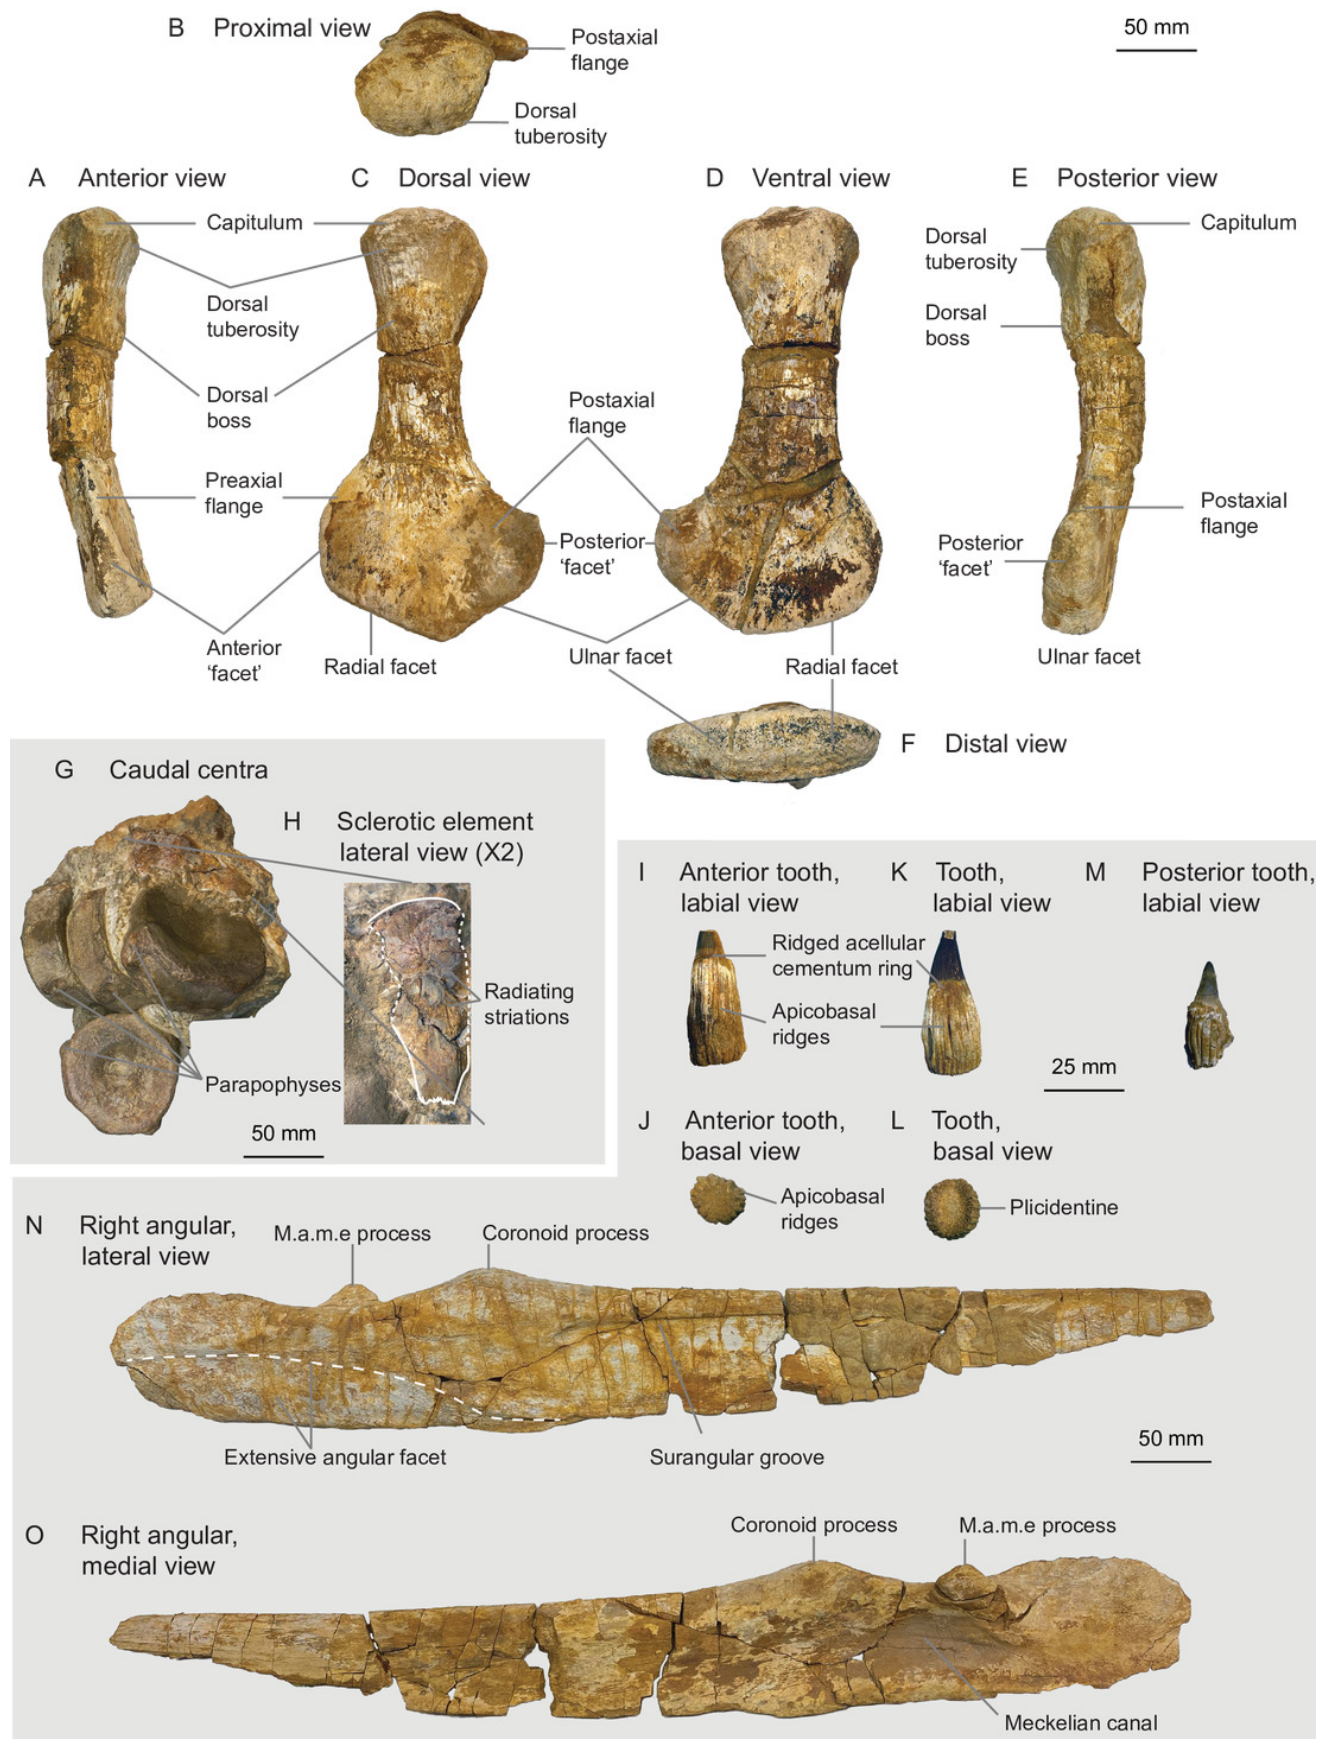 B Proximal view
50 mm
Postaxial
flange
Dorsal
tuberosity
A Anterior view
C Dorsal view
D Ventral view
E Posterior view
Capitulum
Dorsal
tuberosity
Dorsal
boss
Preaxial
flange
Anterior
‘facet’
Radial facet
Postaxial
flange
Posterior
‘facet’
Ulnar facet
Radial facet
Dorsal
tuberosity
Capitulum
Dorsal
boss
Postaxial
flange
Posterior
‘facet’
Ulnar facet
F Distal view
G Caudal centra
H Sclerotic element
lateral view (X2)
Radiating
striations
Parapophyses
50 mm
I Anterior tooth,
labial view
K Tooth,
labial view
M Posterior tooth,
labial view
Ridged acellular
cementum ring
Apicobasal
ridges
25 mm
J Anterior tooth,
basal view
L Tooth,
basal view
Apicobasal
ridges
Plicidentine
N Right angular,
lateral view
M.a.m.e process
Coronoid process
Extensive angular facet
Surangular groove
50 mm
O Right angular,
medial view
Coronoid process
M.a.m.e process
Meckelian canal